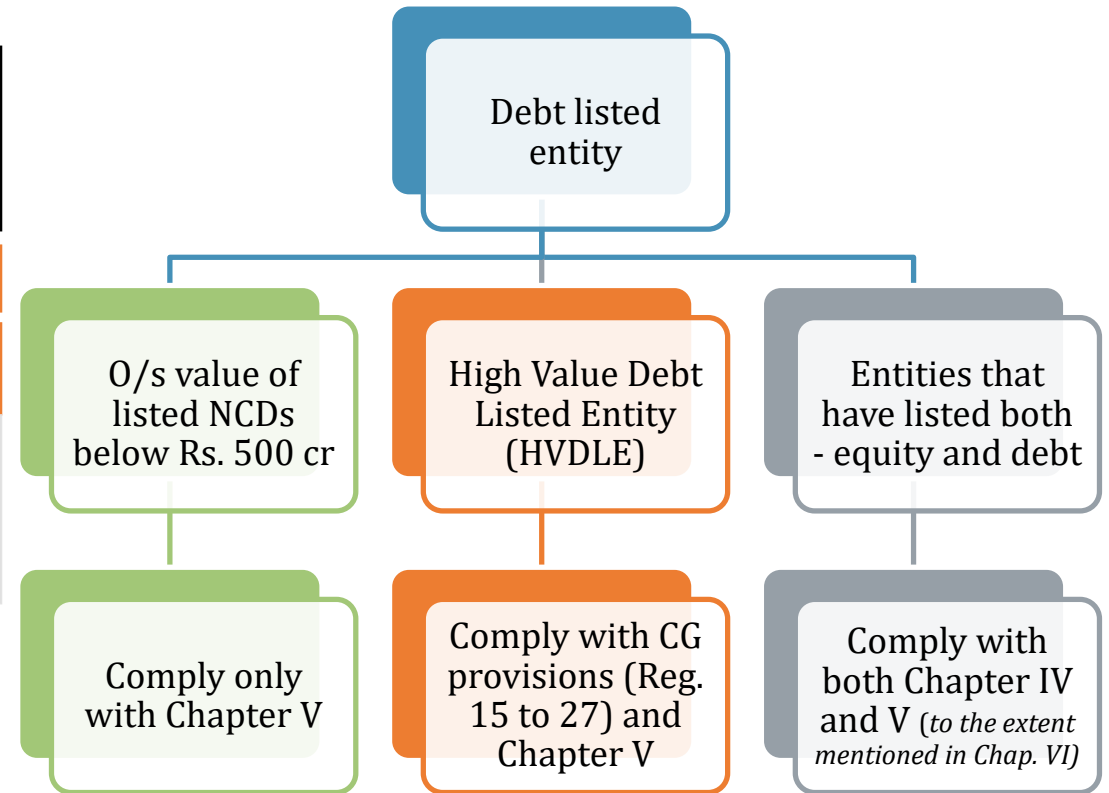 Debt listed
entity
O/s value of
listed NCDs
below Rs. 500 cr
High Value Debt
Listed Entity
(HVDLE)
Entities that
have listed both
- equity and debt
Comply only
with Chapter V
Comply with CG
provisions (Reg.
15 to 27) and
Chapter V
Comply with
both Chapter IV
and V (to the extent
mentioned in Chap. VI)